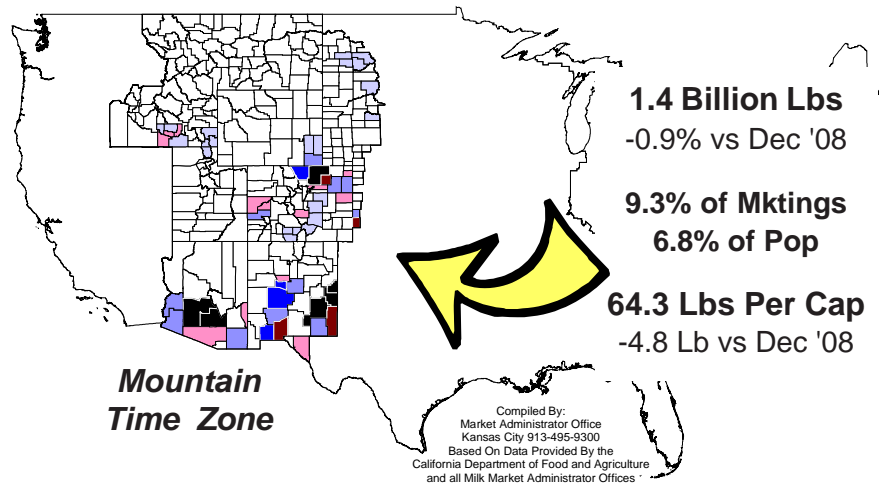 1.4 Billion Lbs
-0.9% vs Dec '08
9.3% of Mktings
6.8% of Pop
64.3 Lbs Per Cap
-4.8 Lb vs Dec '08
Mountain
Time Zone
Compiled By:
Market Administrator Office
Kansas City 913-495-9300
Based On Data Provided By the
California Department of Food and Agriculture
and all Milk Market Administrator Offices